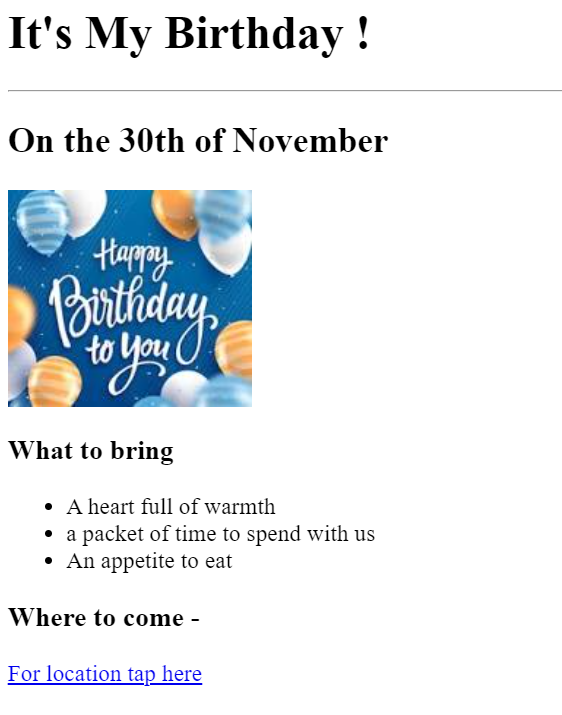 It's My Birthday !
On the 30th of November
Happy
Birthday
to you
What to bring
A heart full of warmth
a packet of time to spend with us
An appetite to eat
Where to come -
For location tap here